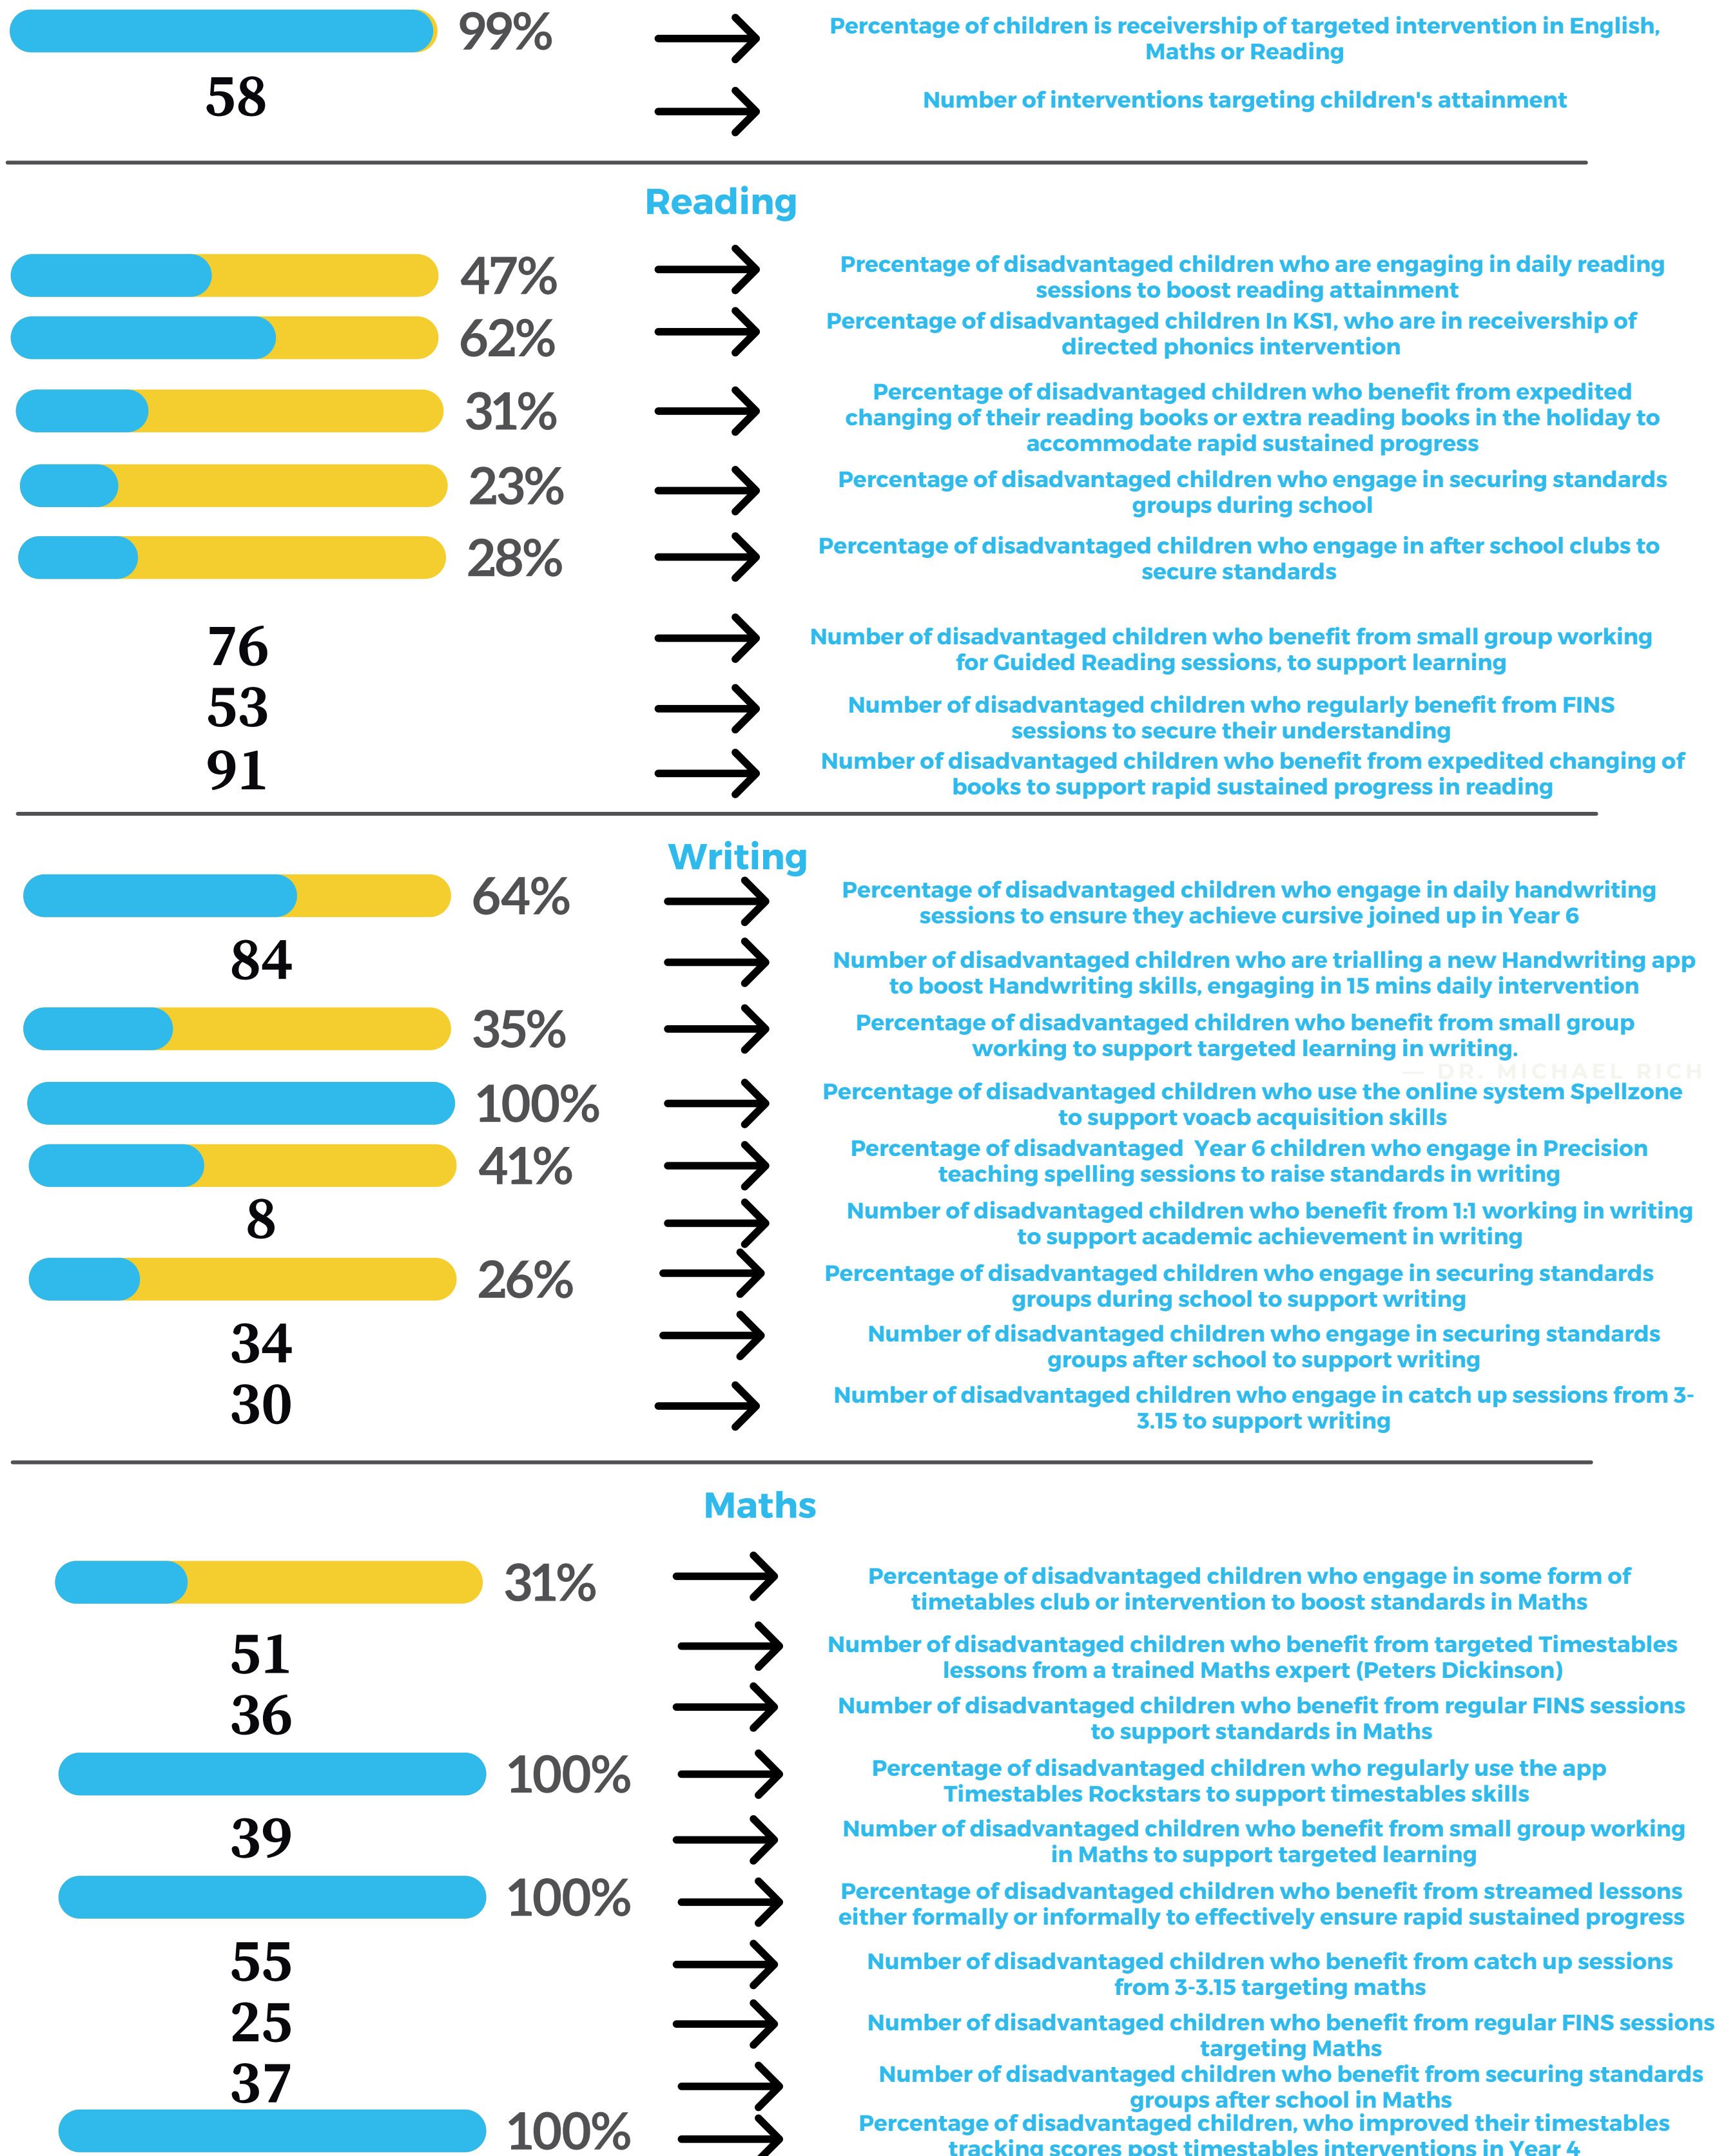 99%
Percentage of children is receivership of targeted intervention in English,
Maths or Reading
58
Number of interventions targeting children's attainment
Reading
47%
Precentage of disadvantaged children who are engaging in daily reading
sessions to boost reading attainment
62%
Percentage of disadvantaged children In KS1, who are in receivership of
directed phonics intervention
31%
Percentage of disadvantaged children who benefit from expedited
changing of their reading books or extra reading books in the holiday to
accommodate rapid sustained progress
23%
Percentage of disadvantaged children who engage in securing standards
groups during school
28%
Percentage of disadvantaged children who engage in after school clubs to
secure standards
76
Number of disadvantaged children who benefit from small group working
for Guided Reading sessions, to support learning
53
Number of disadvantaged children who regularly benefit from FINS
sessions to secure their understanding
91
Number of disadvantaged children who benefit from expedited changing of
books to support rapid sustained progress in reading
Writing
64%
Percentage of disadvantaged children who engage in daily handwriting
sessions to ensure they achieve cursive joined up in Year 6
84
Number of disadvantaged children who are trialling a new Handwriting app
to boost Handwriting skills, engaging in 15 mins daily intervention
35%
Percentage of disadvantaged children who benefit from small group
working to support targeted learning in writing.
— DR. MICHAEL RICH
100%
Percentage of disadvantaged children who use the online system Spellzone
to support voacb acquisition skills
41%
Percentage of disadvantaged Year 6 children who engage in Precision
teaching spelling sessions to raise standards in writing
8
Number of disadvantaged children who benefit from 1:1 working in writing
to support academic achievement in writing
26%
Percentage of disadvantaged children who engage in securing standards
groups during school to support writing
34
Number of disadvantaged children who engage in securing standards
groups after school to support writing
30
Number of disadvantaged children who engage in catch up sessions from 3-
3.15 to support writing
Maths
31%
Percentage of disadvantaged children who engage in some form of
timetables club or intervention to boost standards in Maths
51
Number of disadvantaged children who benefit from targeted Timestables
lessons from a trained Maths expert (Peters Dickinson)
36
Number of disadvantaged children who benefit from regular FINS sessions
to support standards in Maths
100%
Percentage of disadvantaged children who regularly use the app
Timestables Rockstars to support timestables skills
39
Number of disadvantaged children who benefit from small group working
in Maths to support targeted learning
100%
Percentage of disadvantaged children who benefit from streamed lessons
either formally or informally to effectively ensure rapid sustained progress
55
Number of disadvantaged children who benefit from catch up sessions
from 3-3.15 targeting maths
25
Number of disadvantaged children who benefit from regular FINS sessions
targeting Maths
37
Number of disadvantaged children who benefit from securing standards
groups after school in Maths
100%
Percentage of disadvantaged children, who improved their timestables
tracking scores post timestables interventions in Year 4